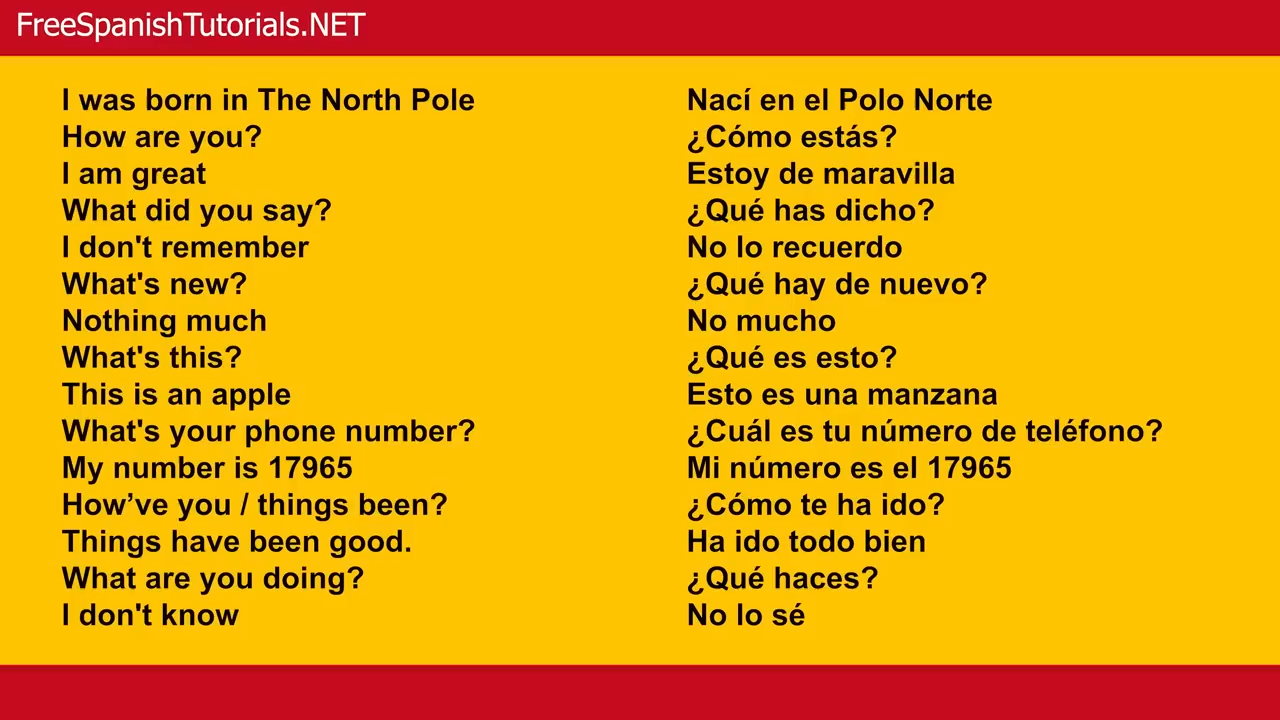 FreeSpanishTutorials.NET
I was born in The North Pole
Nací en el Polo Norte
How are you?
¿Cómo estás?
I am great
Estoy de maravilla
What did you say?
¿Qué has dicho?
I don't remember
No lo recuerdo
What's new?
¿Qué hay de nuevo?
Nothing much
No mucho
What's this?
¿Qué es esto?
This is an apple
Esto es una manzana
What's your phone number?
¿Cuál es tu número de teléfono?
My number is 17965
Mi número es el 17965
How’ve you / things been?
¿Cómo te ha ido?
Things have been good.
Ha ido todo bien
What are you doing?
¿Qué haces?
I don't know
No lo sé